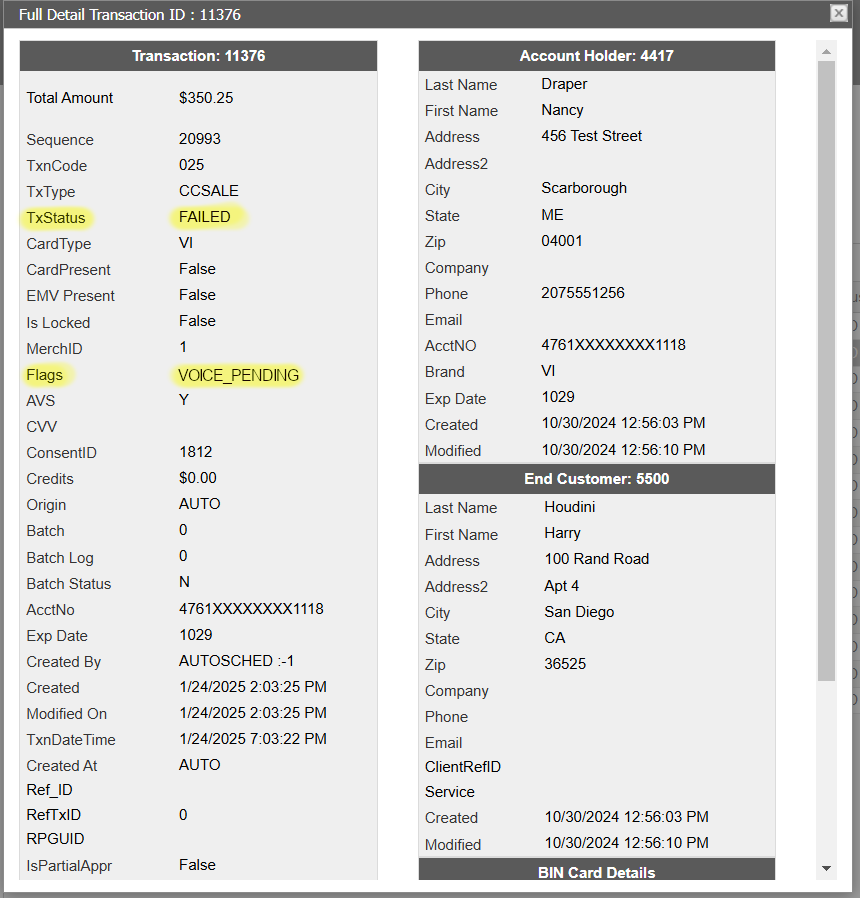 Full Detail Transaction ID : 11376
Transaction: 11376
Total Amount $350.25
Sequence 20993
TxnCode 025
TxType CCSALE
TxStatus FAILED
CardType VI
CardPresent False
EMV Present False
Is Locked False
MerchID 1
Flags VOICE_PENDING
AVS Y
CVV
ConsentID 1812
Credits $0.00
Origin AUTO
Batch 0
Batch Log 0
Batch Status N
AcctNo 4761XXXXXXXX1118
Exp Date 1029
Created By AUTOSCHED :-1
Created 1/24/2025 2:03:25 PM
Modified On 1/24/2025 2:03:25 PM
TxnDateTime 1/24/2025 7:03:22 PM
Created At AUTO
Ref_ID
RefTxID 0
RPGUID
IsPartialAppr False
Account Holder: 4417
Last Name Draper
First Name Nancy
Address 456 Test Street
Address2
City Scarborough
State ME
Zip 04001
Company
Phone 2075551256
Email
AcctNO 4761XXXXXXXX1118
Brand VI
Exp Date 1029
Created 10/30/2024 12:56:03 PM
Modified 10/30/2024 12:56:10 PM
End Customer: 5500
Last Name Houdini
First Name Harry
Address 100 Rand Road
Address2 Apt 4
City San Diego
State CA
Zip 36525
Company
Phone
Email
ClientRefID
Service
Created 10/30/2024 12:56:03 PM
Modified 10/30/2024 12:56:10 PM
BIN Card Details